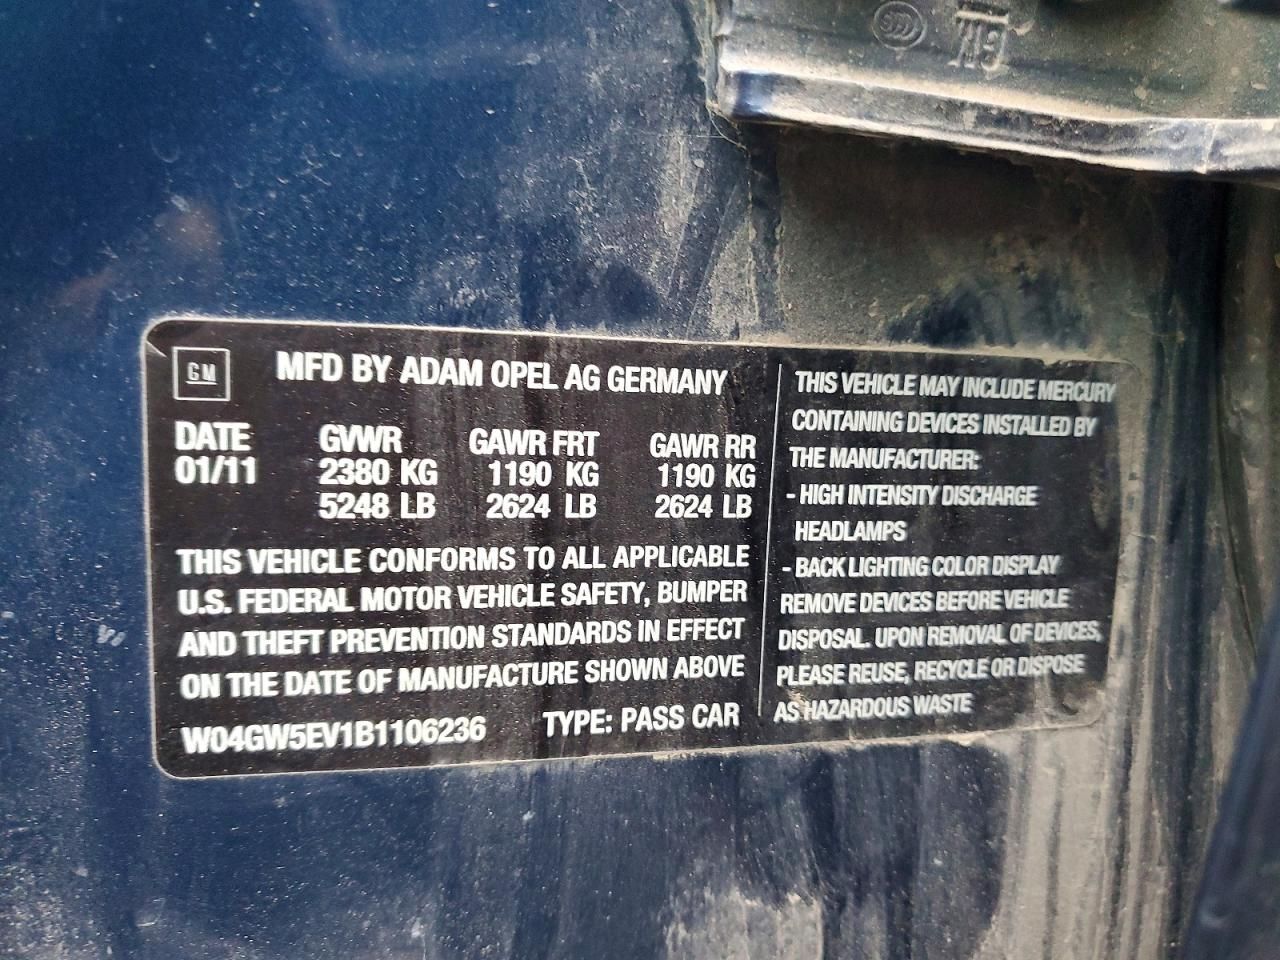 GM
MFD BY ADAM OPEL AG GERMANY
DATE GVWR GAWR FRT GAWR RR
01/11 2380 KG 1190 KG 1190 KG
5248 LB 2624 LB 2624 LB
THIS VEHICLE CONFORMS TO ALL APPLICABLE
U.S. FEDERAL MOTOR VEHICLE SAFETY, BUMPER
AND THEFT PREVENTION STANDARDS IN EFFECT
ON THE DATE OF MANUFACTURE SHOWN ABOVE
W04GW5EV1B1106236 TYPE: PASS CAR
THIS VEHICLE MAY INCLUDE MERCURY
CONTAINING DEVICES INSTALLED BY
THE MANUFACTURER:
- HIGH INTENSITY DISCHARGE
HEADLAMPS
- BACK LIGHTING COLOR DISPLAY
REMOVE DEVICES BEFORE VEHICLE
DISPOSAL. UPON REMOVAL OF DEVICES,
PLEASE REUSE, RECYCLE OR DISPOSE
AS HAZARDOUS WASTE